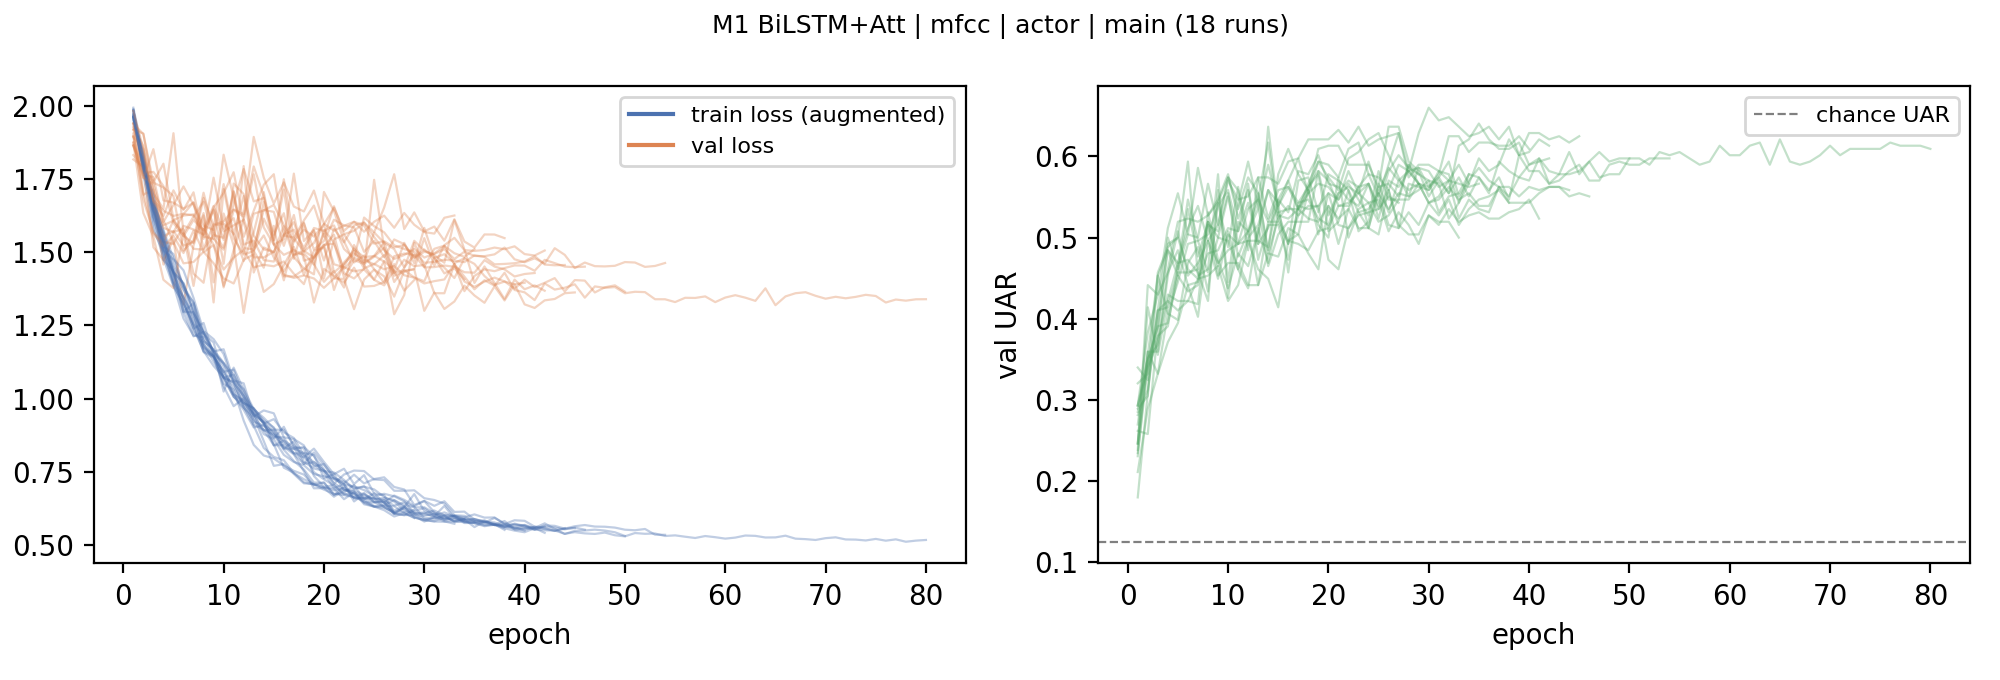 M1 BiLSTM+Att | mfcc | actor | main (18 runs)
2.00
1.75
1.50
1.25
1.00
0.75
0.50
train loss (augmented)
val loss
0 10 20 30 40 50 60 70 80
epoch
val UAR
0.6
0.5
0.4
0.3
0.2
0.1
chance UAR
0 10 20 30 40 50 60 70 80
epoch